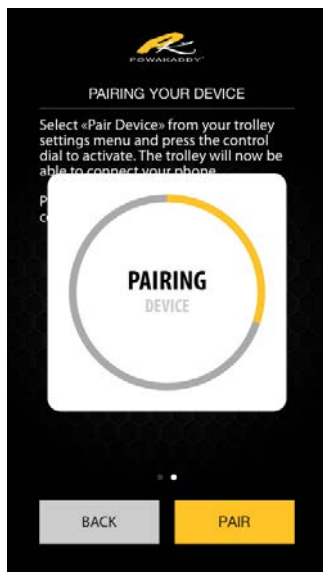 POWAKADDY
PAIRING YOUR DEVICE
Select «Pair Device» from your trolley
settings menu and press the control
dial to activate. The trolley will now be
able to connect your phone.
PAIRING
DEVICE
BACK
PAIR